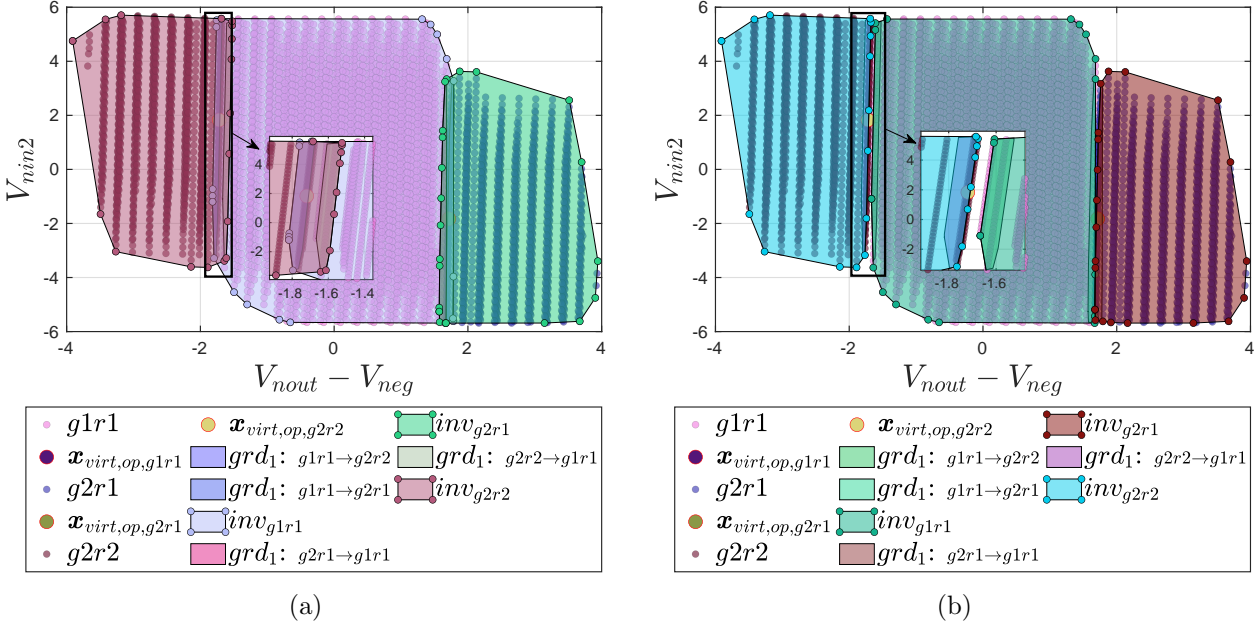 6
4
2
0
-2
-4
-6
V_{nin2}
4
2
0
-2
-1.8 -1.6 -1.4
-4 -2 0 2 4
V_{nout} − V_{neg}
g1r1
x_{virt,op,g1r1}
g2r1
x_{virt,op,g2r1}
g2r2
x_{virt,op,g2r2}
grd_1: g1r1→g2r2
grd_1: g1r1→g2r1
inv_{g1r1}
grd_1: g2r1→g1r1
inv_{g2r1}
grd_1: g2r2→g1r1
inv_{g2r2}
(a)
6
4
2
0
-2
-4
-6
V_{nin2}
4
2
0
-2
-1.8 -1.6
-4 -2 0 2 4
V_{nout} − V_{neg}
g1r1
x_{virt,op,g1r1}
g2r1
x_{virt,op,g2r1}
g2r2
x_{virt,op,g2r2}
grd_1: g1r1→g2r2
grd_1: g1r1→g2r1
inv_{g1r1}
grd_1: g2r1→g1r1
inv_{g2r1}
grd_1: g2r2→g1r1
inv_{g2r2}
(b)